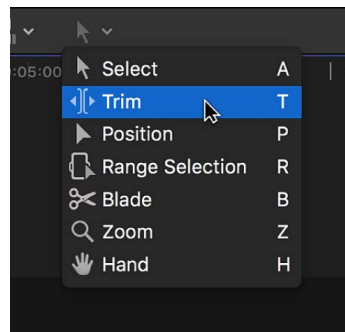 :05:00
Select A
Trim T
Position P
Range Selection R
Blade B
Zoom Z
Hand H